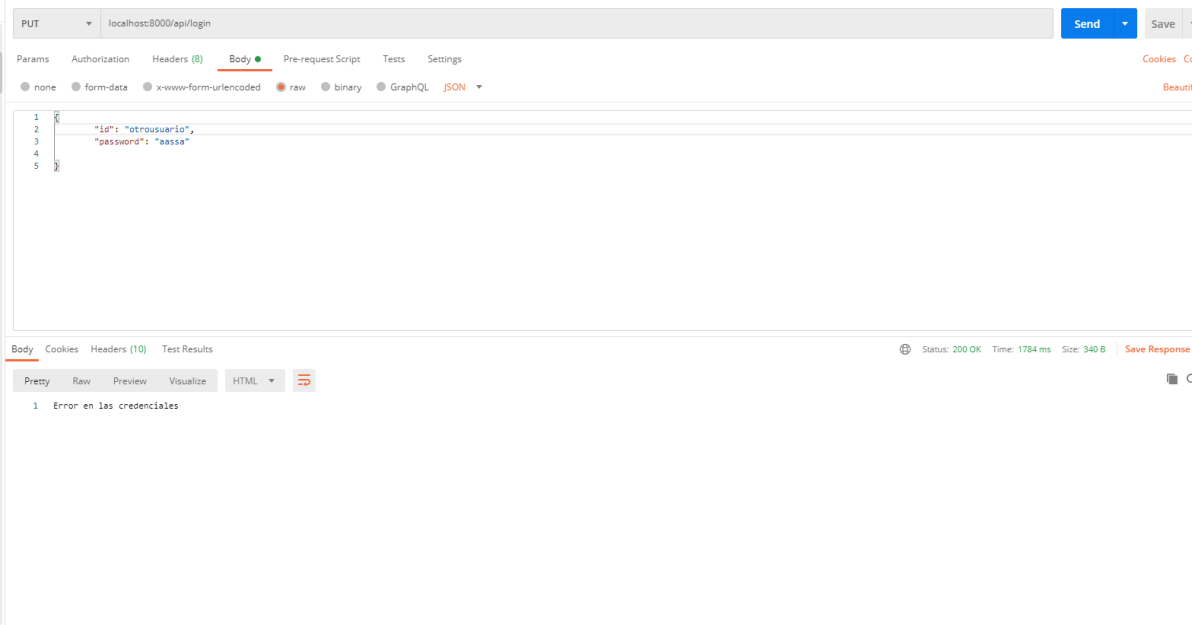 PUT localhost:8000/api/login Send Save
Params Authorization Headers (8) Body Pre-request Script Tests Settings Cookies
none form-data x-www-form-urlencoded raw binary GraphQL JSON
1 {
2 "id": "otrousuario",
3 "password": "aassa"
4
5 }
Body Cookies Headers (10) Test Results Status: 200 OK Time: 1784 ms Size: 340 B Save Response
Pretty Raw Preview Visualize HTML
1 Error en las credenciales